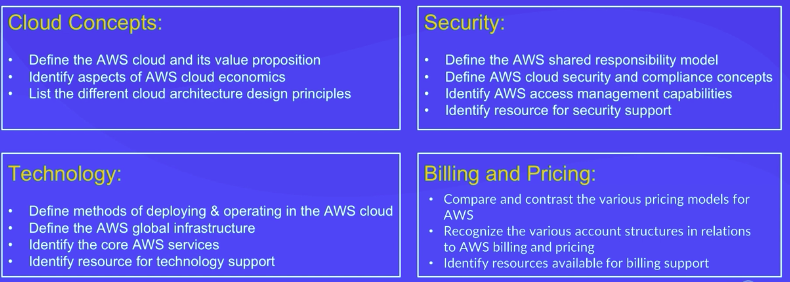 Cloud Concepts:
• Define the AWS cloud and its value proposition
• Identify aspects of AWS cloud economics
• List the different cloud architecture design principles
Security:
• Define the AWS shared responsibility model
• Define AWS cloud security and compliance concepts
• Identify AWS access management capabilities
• Identify resource for security support
Technology:
• Define methods of deploying & operating in the AWS cloud
• Define the AWS global infrastructure
• Identify the core AWS services
• Identify resource for technology support
Billing and Pricing:
• Compare and contrast the various pricing models for
AWS
• Recognize the various account structures in relations
to AWS billing and pricing
• Identify resources available for billing support